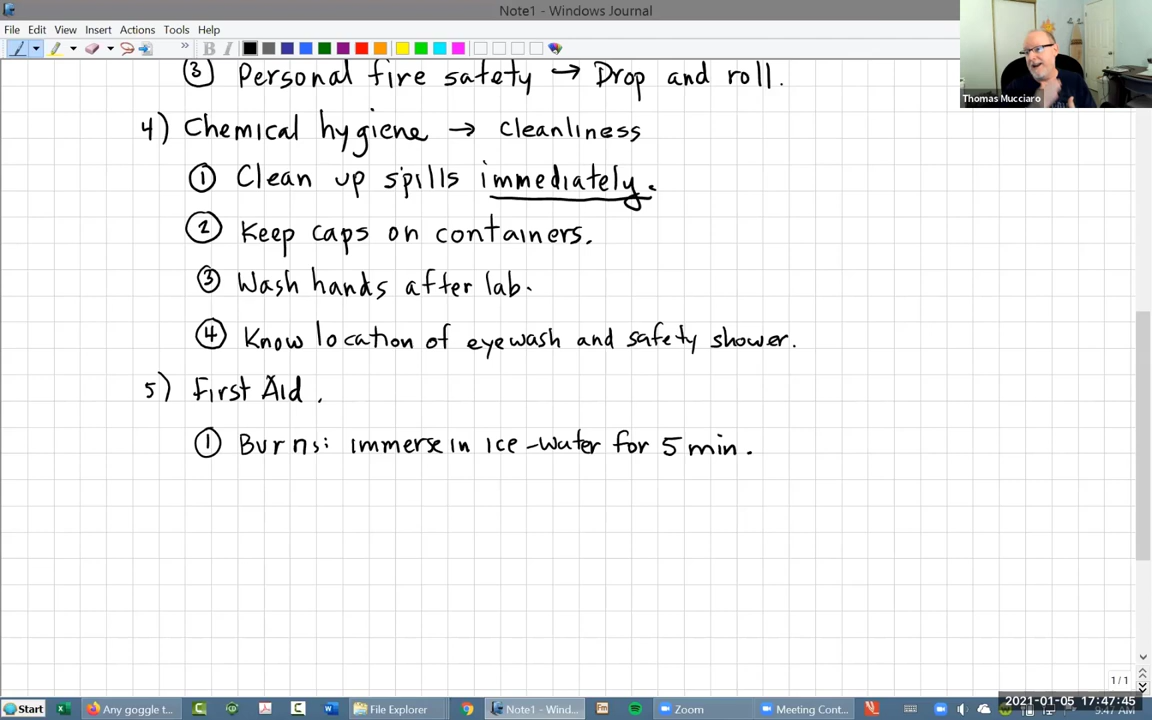 Note1 - Windows Journal
File Edit View Insert Actions Tools Help
B I
Thomas Mucciaro
③ Personal fire safety → Drop and roll.
4) Chemical hygiene → cleanliness
① Clean up spills immediately.
② Keep caps on containers.
③ Wash hands after lab.
④ Know location of eyewash and safety shower.
5) First Aid.
① Burns: immerse in ice-water for 5 min.
1/1
Start Any goggle t... File Explorer Note1 - Wind... Zoom Meeting Cont...
2021-01-05 17:47:45